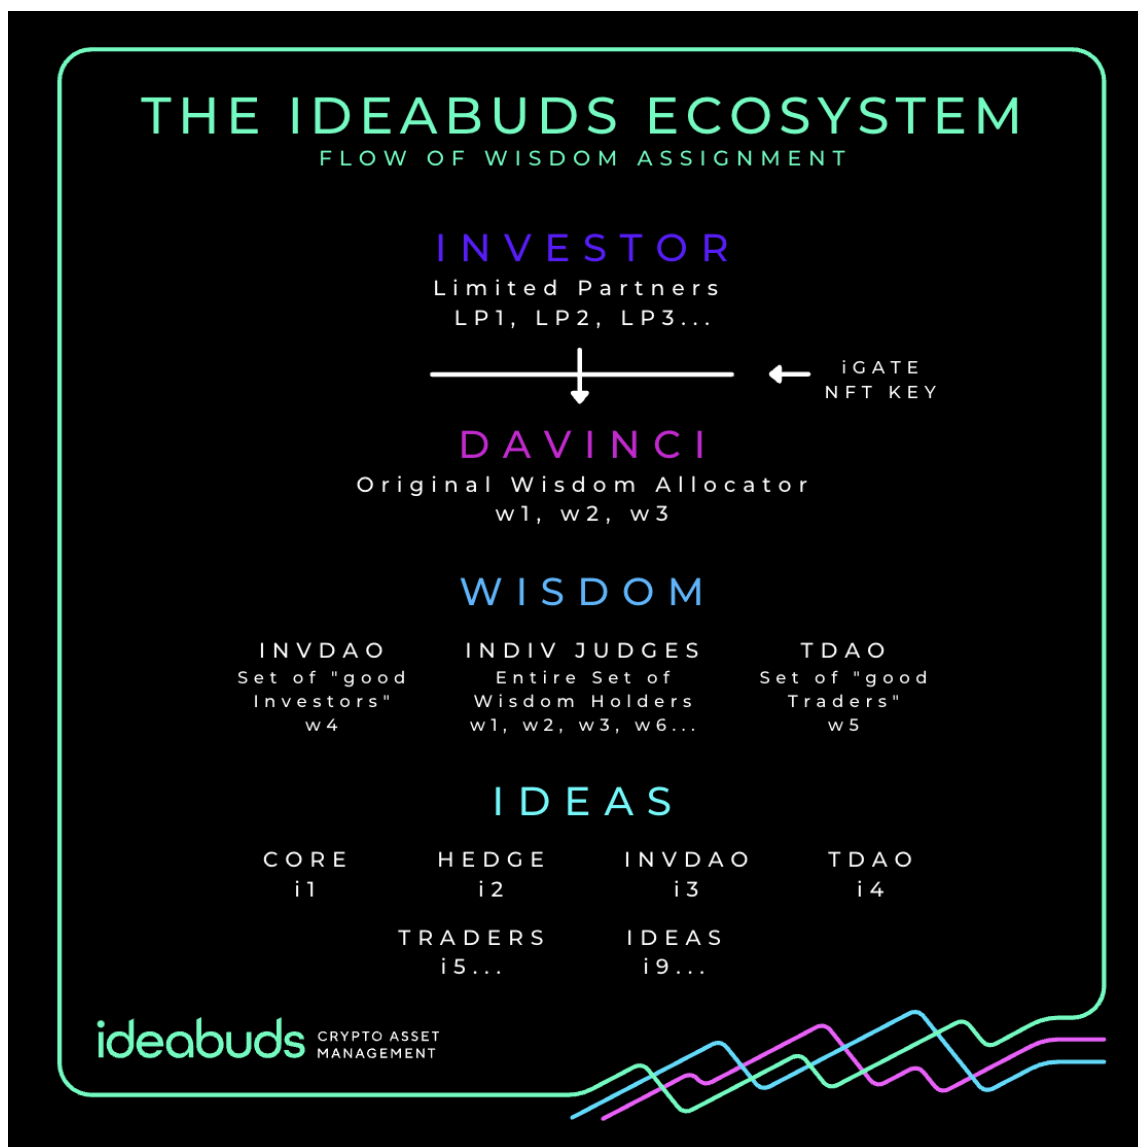 THE IDEABUDS ECOSYSTEM
FLOW OF WISDOM ASSIGNMENT
INVESTOR
Limited Partners
LP1, LP2, LP3...
iGATE
NFT KEY
DAVINCI
Original Wisdom Allocator
w1, w2, w3
WISDOM
INVDAO
Set of "good
Investors"
w4
INDIV JUDGES
Entire Set of
Wisdom Holders
w1, w2, w3, w6...
TDAO
Set of "good
Traders"
w5
IDEAS
CORE
i1
HEDGE
i2
INVDAO
i3
TDAO
i4
TRADERS
i5...
IDEAS
i9...
ideabuds
CRYPTO ASSET
MANAGEMENT